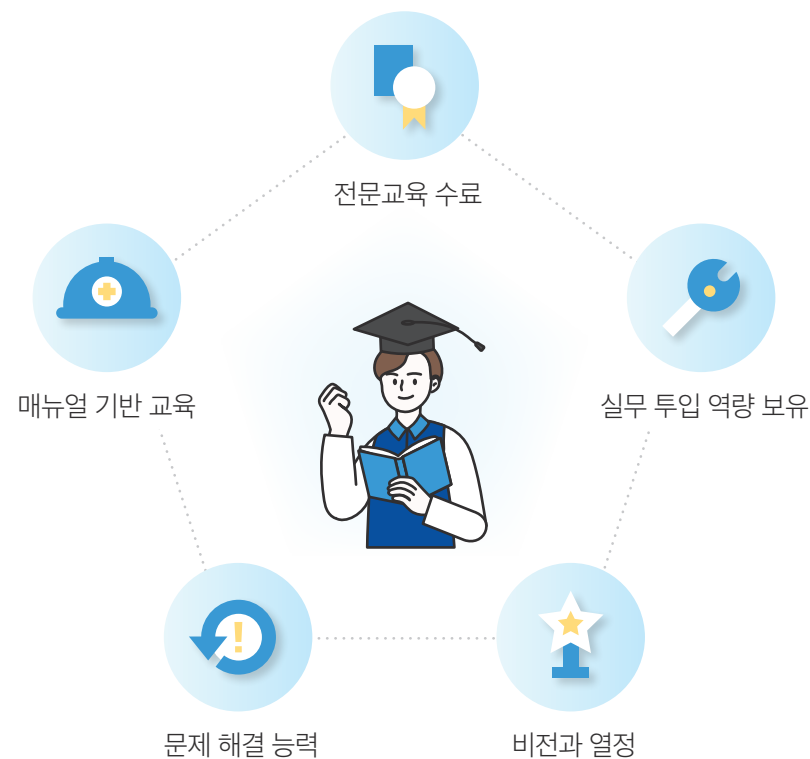 전문교육 수료
매뉴얼 기반 교육
실무 투입 역량 보유
문제 해결 능력
비전과 열정